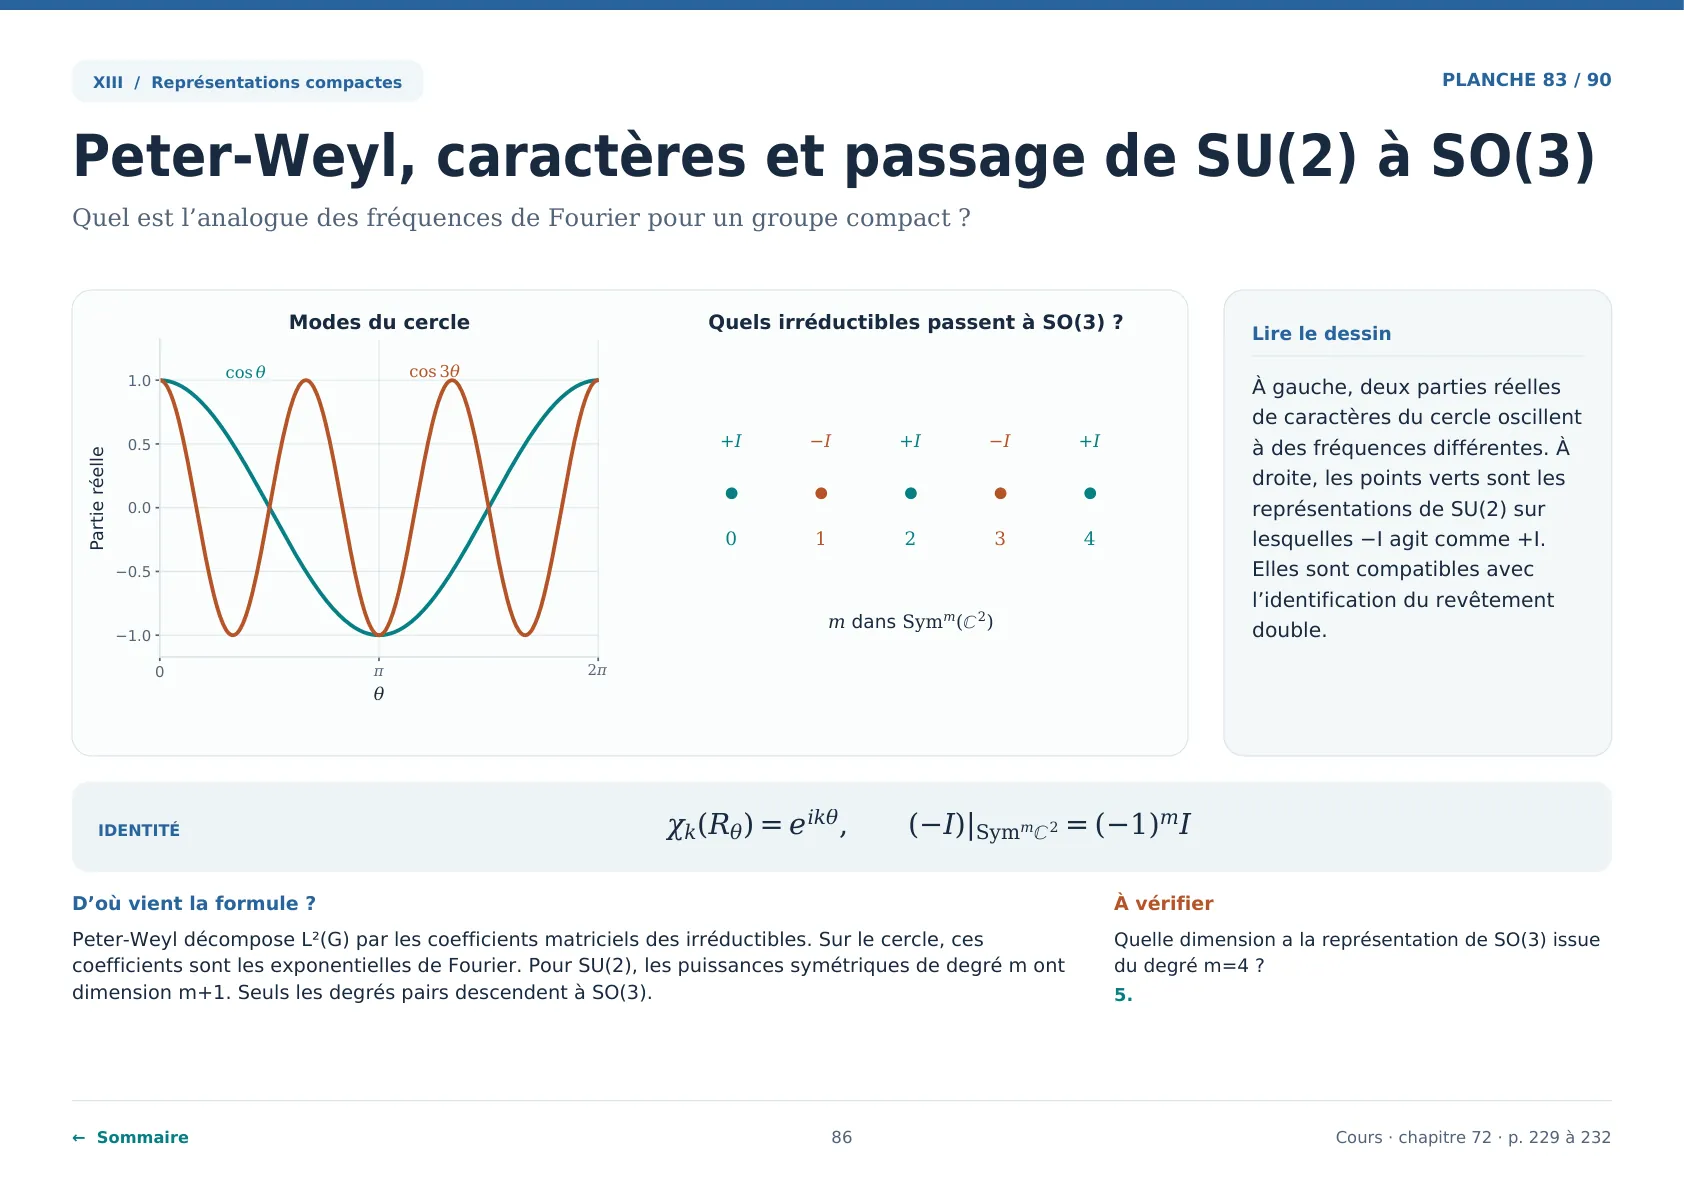 XIII / Représentations compactes
PLANCHE 83 / 90
Peter-Weyl, caractères et passage de SU(2) à SO(3)
Quel est l’analogue des fréquences de Fourier pour un groupe compact ?
Modes du cercle
cos θ
cos 3θ
1.0
0.5
0.0
−0.5
−1.0
Partie réelle
0
π
2π
θ
Quels irréductibles passent à SO(3) ?
+I −I +I −I +I
0 1 2 3 4
m dans Symᵐ(ℂ²)
Lire le dessin
À gauche, deux parties réelles
de caractères du cercle oscillent
à des fréquences différentes. À
droite, les points verts sont les
représentations de SU(2) sur
lesquelles −I agit comme +I.
Elles sont compatibles avec
l’identification du revêtement
double.
IDENTITÉ
χₖ(R_θ) = e^{ikθ}, (−I)|_{Symᵐℂ²} = (−1)ᵐI
D’où vient la formule ?
Peter-Weyl décompose L²(G) par les coefficients matriciels des irréductibles. Sur le cercle, ces
coefficients sont les exponentielles de Fourier. Pour SU(2), les puissances symétriques de degré m ont
dimension m+1. Seuls les degrés pairs descendent à SO(3).
À vérifier
Quelle dimension a la représentation de SO(3) issue
du degré m=4 ?
5.
← Sommaire
86
Cours · chapitre 72 · p. 229 à 232